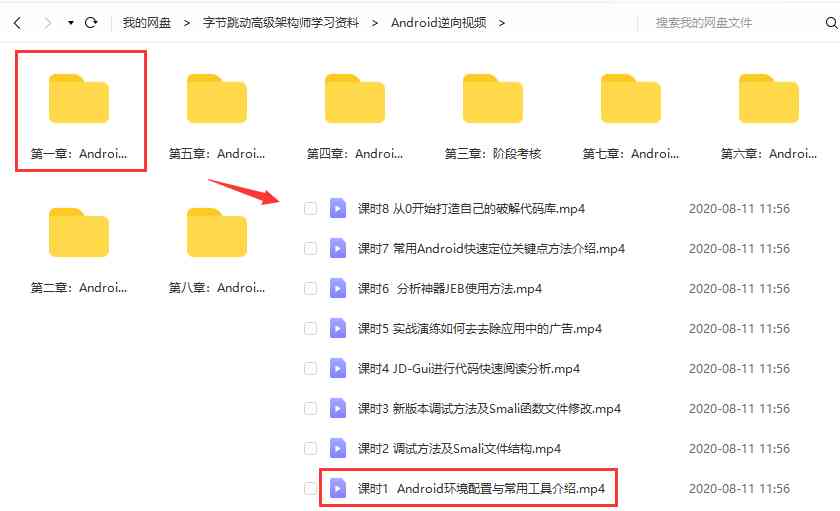 我的网盘 > 字节跳动高级架构师学习资料 > Android逆向视频 > 搜索我的网盘文件
第一章：Androi... 第五章：Androi... 第四章：Androi... 第三章：阶段考核 第七章：Androi... 第六章：Androi...
课时8 从0开始打造自己的破解代码库.mp4 2020-08-11 11:56
课时7 常用Android快速定位关键点方法介绍.mp4 2020-08-11 11:56
第二章：Androi... 第八章：Androi... 课时6 分析神器JEB使用方法.mp4 2020-08-11 11:56
课时5 实战演练如何去去除应用中的广告.mp4 2020-08-11 11:56
课时4 JD-Gui进行代码快速阅读分析.mp4 2020-08-11 11:56
课时3 新版本调试方法及Smali函数文件修改.mp4 2020-08-11 11:56
课时2 调试方法及Smali文件结构.mp4 2020-08-11 11:56
课时1 Android环境配置与常用工具介绍.mp4 2020-08-11 11:56